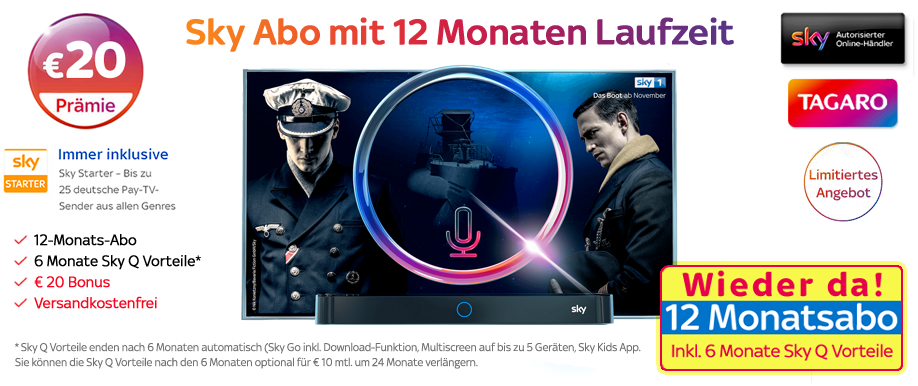 €20
Prämie
Sky Abo mit 12 Monaten Laufzeit
sky
Autorisierter
Online-Händler
TAGARO
Limitiertes
Angebot
sky
STARTER
Immer inklusive
Sky Starter – Bis zu
25 deutsche Pay-TV-
Sender aus allen Genres
sky 1
Das Boot ab November
✓ 12-Monats-Abo
✓ 6 Monate Sky Q Vorteile*
✓ € 20 Bonus
✓ Versandkostenfrei
sky
Wieder da!
12 Monatsabo
Inkl. 6 Monate Sky Q Vorteile
* Sky Q Vorteile enden nach 6 Monaten automatisch (Sky Go inkl. Download-Funktion, Multiscreen auf bis zu 5 Geräten, Sky Kids App.
Sie können die Sky Q Vorteile nach den 6 Monaten optional für € 10 mtl. um 24 Monate verlängern.